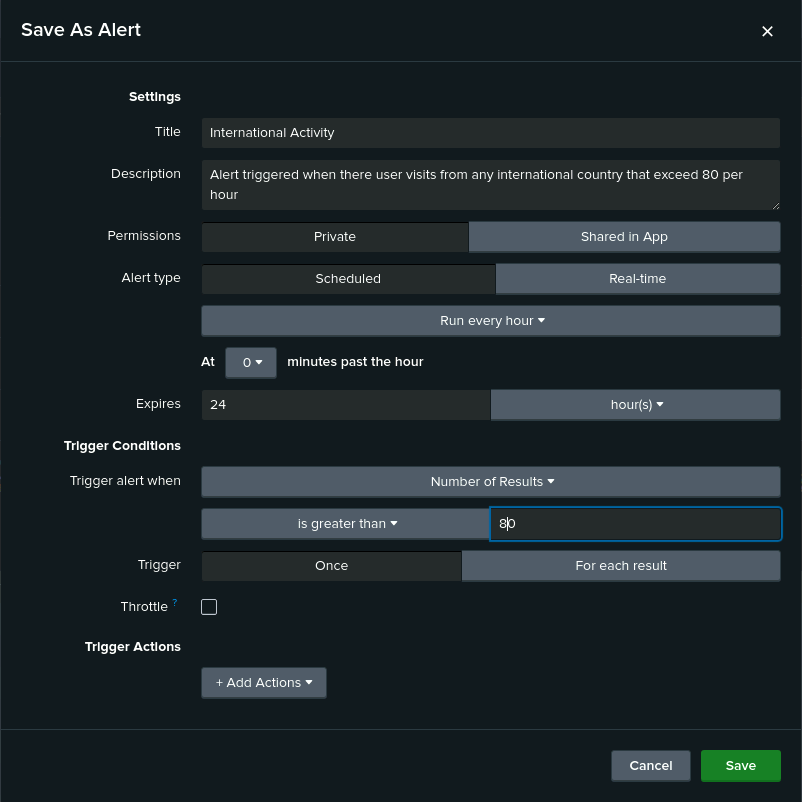 Save As Alert
Settings
Title International Activity
Description Alert triggered when there user visits from any international country that exceed 80 per
hour
Permissions Private Shared in App
Alert type Scheduled Real-time
Run every hour
At 0 minutes past the hour
Expires 24 hour(s)
Trigger Conditions
Trigger alert when Number of Results
is greater than 80
Trigger Once For each result
Throttle ?
Trigger Actions
+ Add Actions
Cancel Save